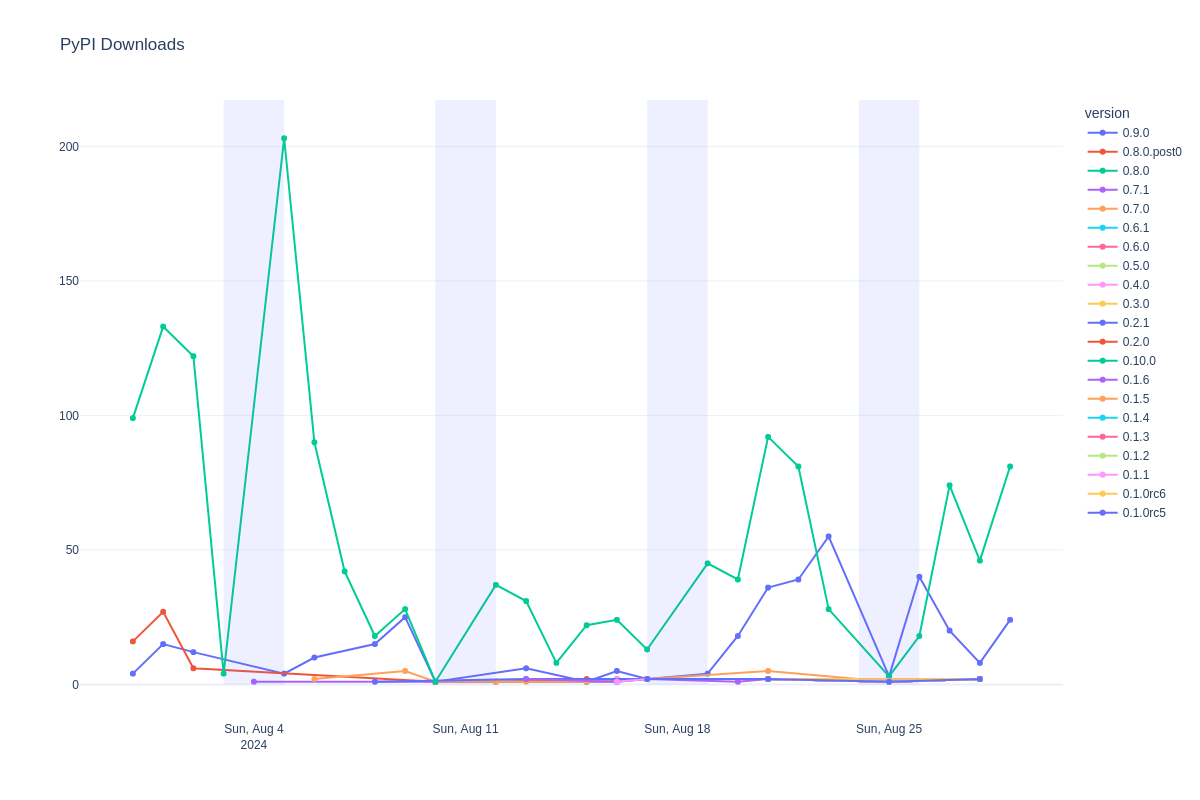 PyPI Downloads
version
0.9.0
0.8.0.post0
0.8.0
0.7.1
0.7.0
0.6.1
0.6.0
0.5.0
0.4.0
0.3.0
0.2.1
0.2.0
0.10.0
0.1.6
0.1.5
0.1.4
0.1.3
0.1.2
0.1.1
0.1.0rc6
0.1.0rc5
200
150
100
50
0
Sun, Aug 4
2024
Sun, Aug 11
Sun, Aug 18
Sun, Aug 25